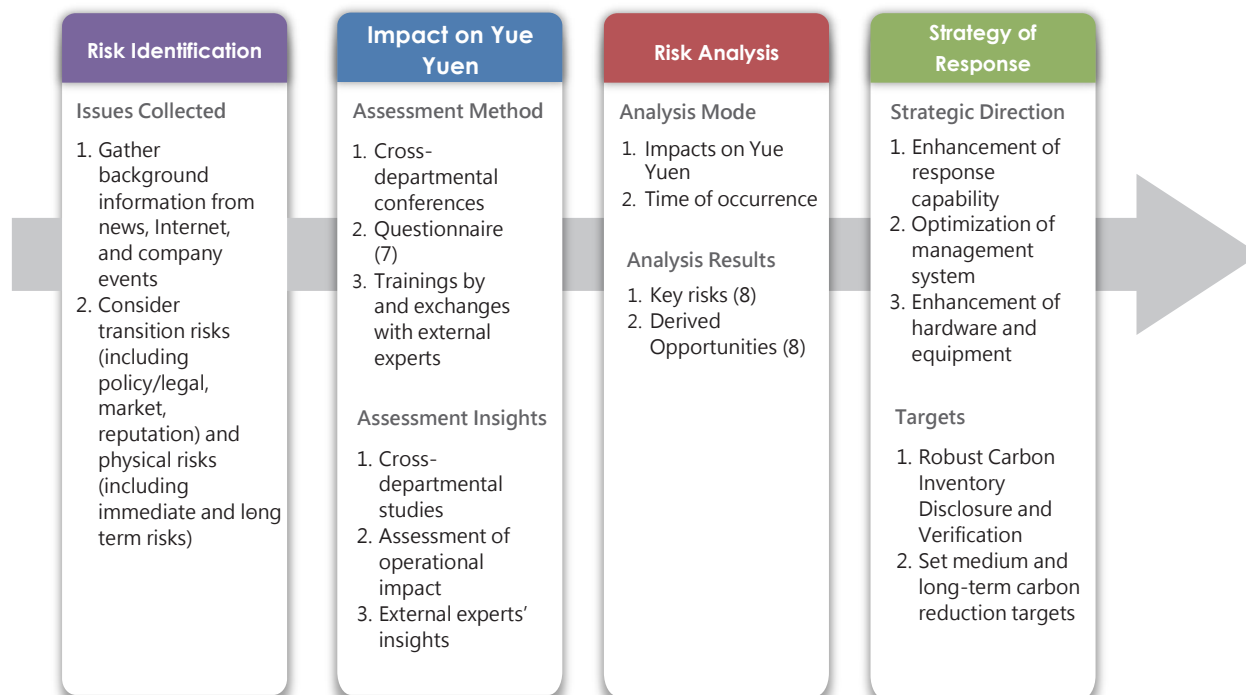 Risk Identification
Issues Collected
1. Gather
background
information from
news, Internet,
and company
events
2. Consider
transition risks
(including
policy/legal,
market,
reputation) and
physical risks
(including
immediate and long
term risks)
Impact on Yue
Yuen
Assessment Method
1. Cross-
departmental
conferences
2. Questionnaire
(7)
3. Trainings by
and exchanges
with external
experts
Assessment Insights
1. Cross-
departmental
studies
2. Assessment of
operational
impact
3. External experts’
insights
Risk Analysis
Analysis Mode
1. Impacts on Yue
Yuen
2. Time of occurrence
Analysis Results
1. Key risks (8)
2. Derived
Opportunities (8)
Strategy of
Response
Strategic Direction
1. Enhancement of
response
capability
2. Optimization of
management
system
3. Enhancement of
hardware and
equipment
Targets
1. Robust Carbon
Inventory
Disclosure and
Verification
2. Set medium and
long-term carbon
reduction targets